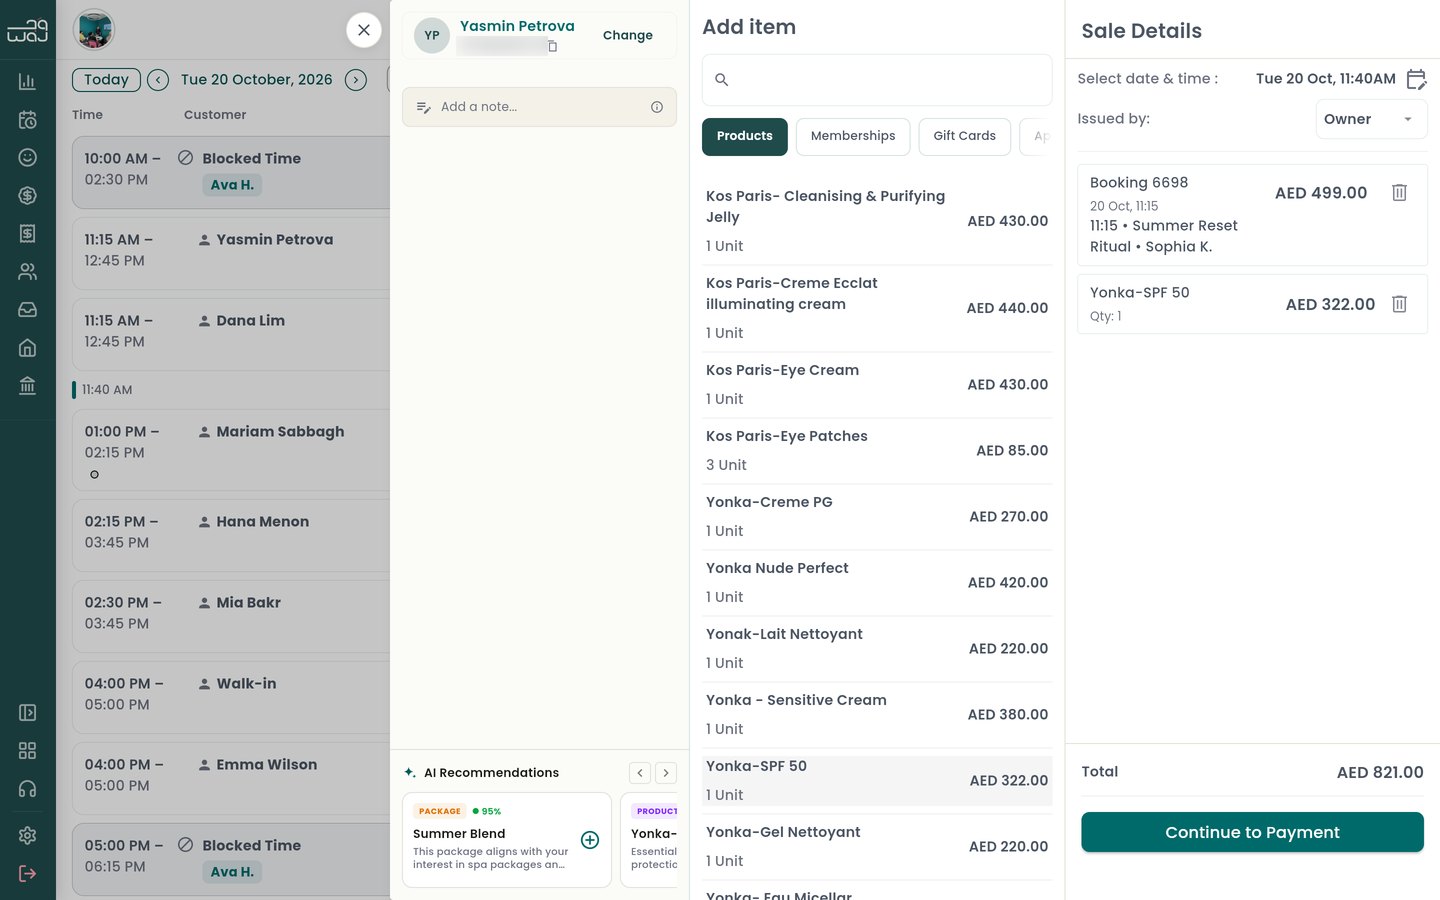 Today
Tue 20 October, 2026
Time
Customer
10:00 AM –
02:30 PM
Blocked Time
Ava H.
11:15 AM –
12:45 PM
Yasmin Petrova
11:15 AM –
12:45 PM
Dana Lim
11:40 AM
01:00 PM –
02:15 PM
Mariam Sabbagh
02:15 PM –
03:45 PM
Hana Menon
02:30 PM –
03:45 PM
Mia Bakr
04:00 PM –
05:00 PM
Walk-in
04:00 PM –
05:00 PM
Emma Wilson
05:00 PM –
06:15 PM
Blocked Time
Ava H.
YP
Yasmin Petrova
Change
Add a note...
AI Recommendations
PACKAGE
95%
Summer Blend
This package aligns with your
interest in spa packages an...
PRODUCT
Yonka-
Essential
protectic
Add item
Products
Memberships
Gift Cards
Ap
Kos Paris- Cleanising & Purifying
Jelly
1 Unit
AED 430.00
Kos Paris-Creme Ecclat
illuminating cream
1 Unit
AED 440.00
Kos Paris-Eye Cream
1 Unit
AED 430.00
Kos Paris-Eye Patches
3 Unit
AED 85.00
Yonka-Creme PG
1 Unit
AED 270.00
Yonka Nude Perfect
1 Unit
AED 420.00
Yonak-Lait Nettoyant
1 Unit
AED 220.00
Yonka - Sensitive Cream
1 Unit
AED 380.00
Yonka-SPF 50
1 Unit
AED 322.00
Yonka-Gel Nettoyant
1 Unit
AED 220.00
Yonka- Eau Micellar
Sale Details
Select date & time :
Tue 20 Oct, 11:40AM
Issued by:
Owner
Booking 6698
20 Oct, 11:15
11:15 • Summer Reset
Ritual • Sophia K.
AED 499.00
Yonka-SPF 50
Qty: 1
AED 322.00
Total
AED 821.00
Continue to Payment